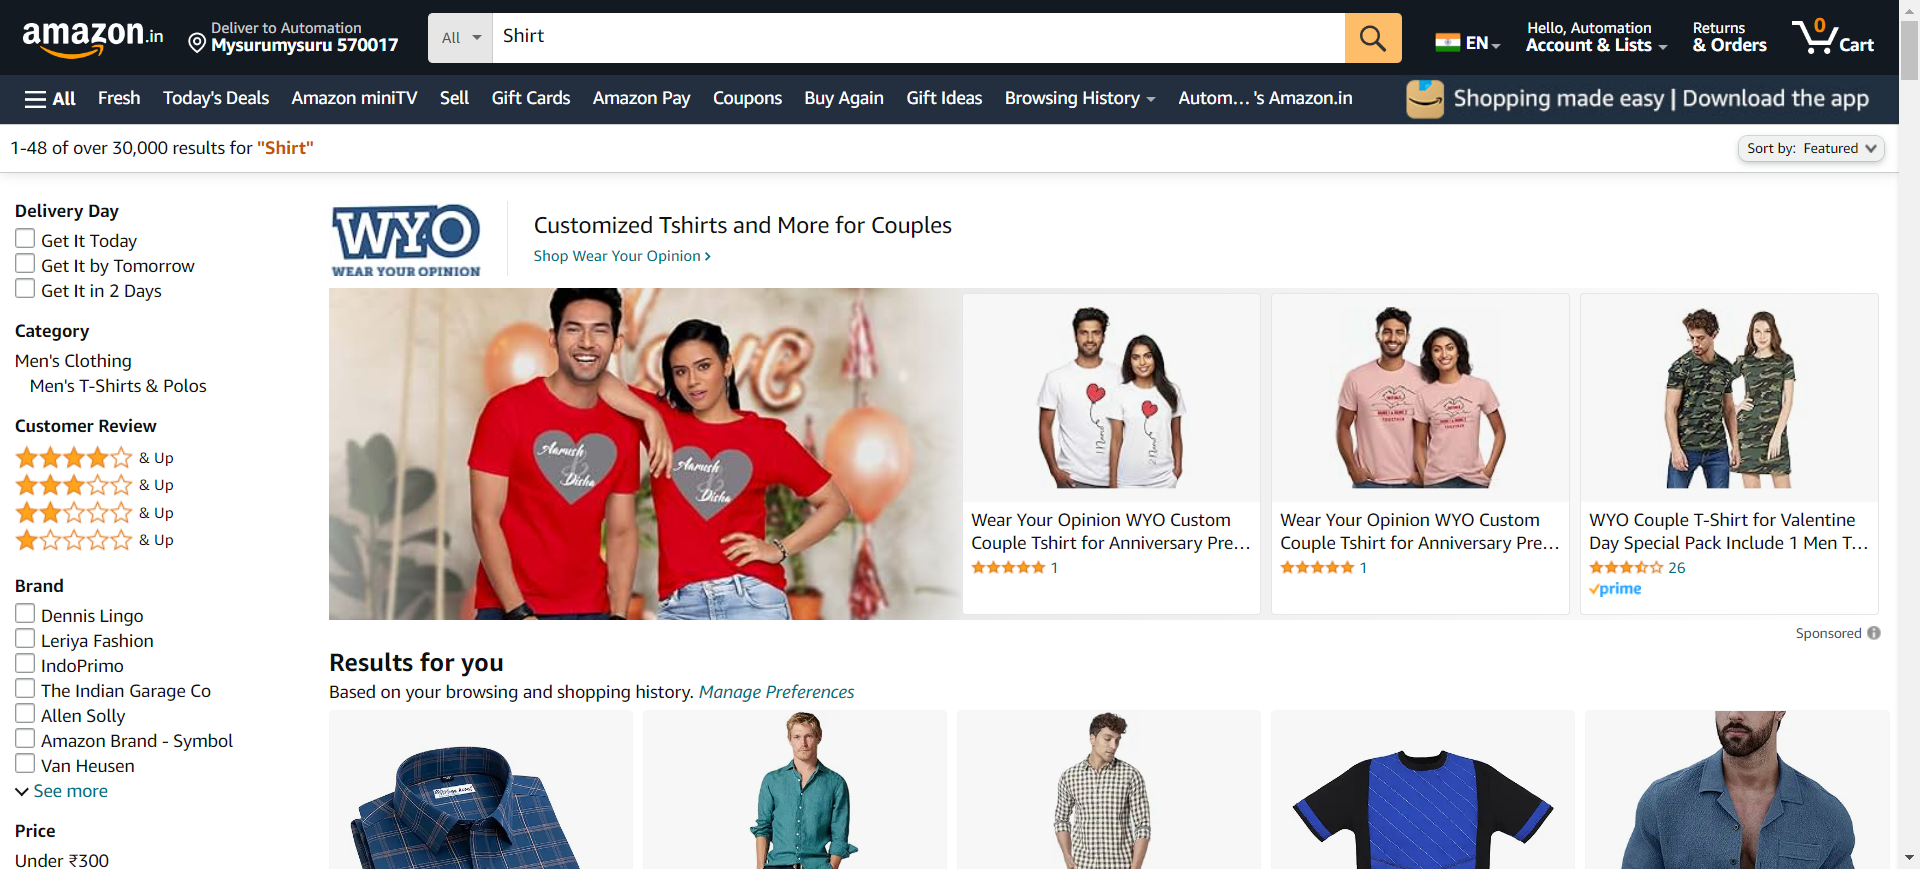 amazon.in
Deliver to Automation
Mysurumysuru 570017
All
Shirt
EN
Hello, Automation
Account & Lists
Returns
& Orders
0
Cart
All
Fresh
Today's Deals
Amazon miniTV
Sell
Gift Cards
Amazon Pay
Coupons
Buy Again
Gift Ideas
Browsing History
Autom... 's Amazon.in
Shopping made easy | Download the app
1-48 of over 30,000 results for "Shirt"
Sort by: Featured
Delivery Day
Get It Today
Get It by Tomorrow
Get It in 2 Days
Category
Men's Clothing
Men's T-Shirts & Polos
Customer Review
& Up
& Up
& Up
& Up
Brand
Dennis Lingo
Leriya Fashion
IndoPrimo
The Indian Garage Co
Allen Solly
Amazon Brand - Symbol
Van Heusen
See more
Price
Under ₹300
WYO
WEAR YOUR OPINION
Customized Tshirts and More for Couples
Shop Wear Your Opinion
Love
Aarush
&
Disha
Aarush
&
Disha
Wear Your Opinion WYO Custom
Couple Tshirt for Anniversary Pre...
1
TOGETHER
TOGETHER
Wear Your Opinion WYO Custom
Couple Tshirt for Anniversary Pre...
1
WYO Couple T-Shirt for Valentine
Day Special Pack Include 1 Men T...
26
prime
Sponsored
Results for you
Based on your browsing and shopping history. Manage Preferences